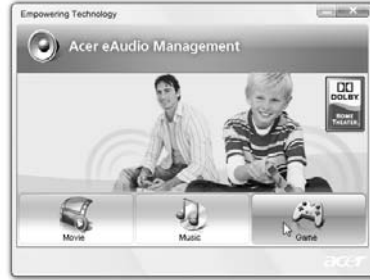 Empowering Technology
Acer eAudio Management
DOLBY
HOME
THEATER
Movie
Music
Game
acer